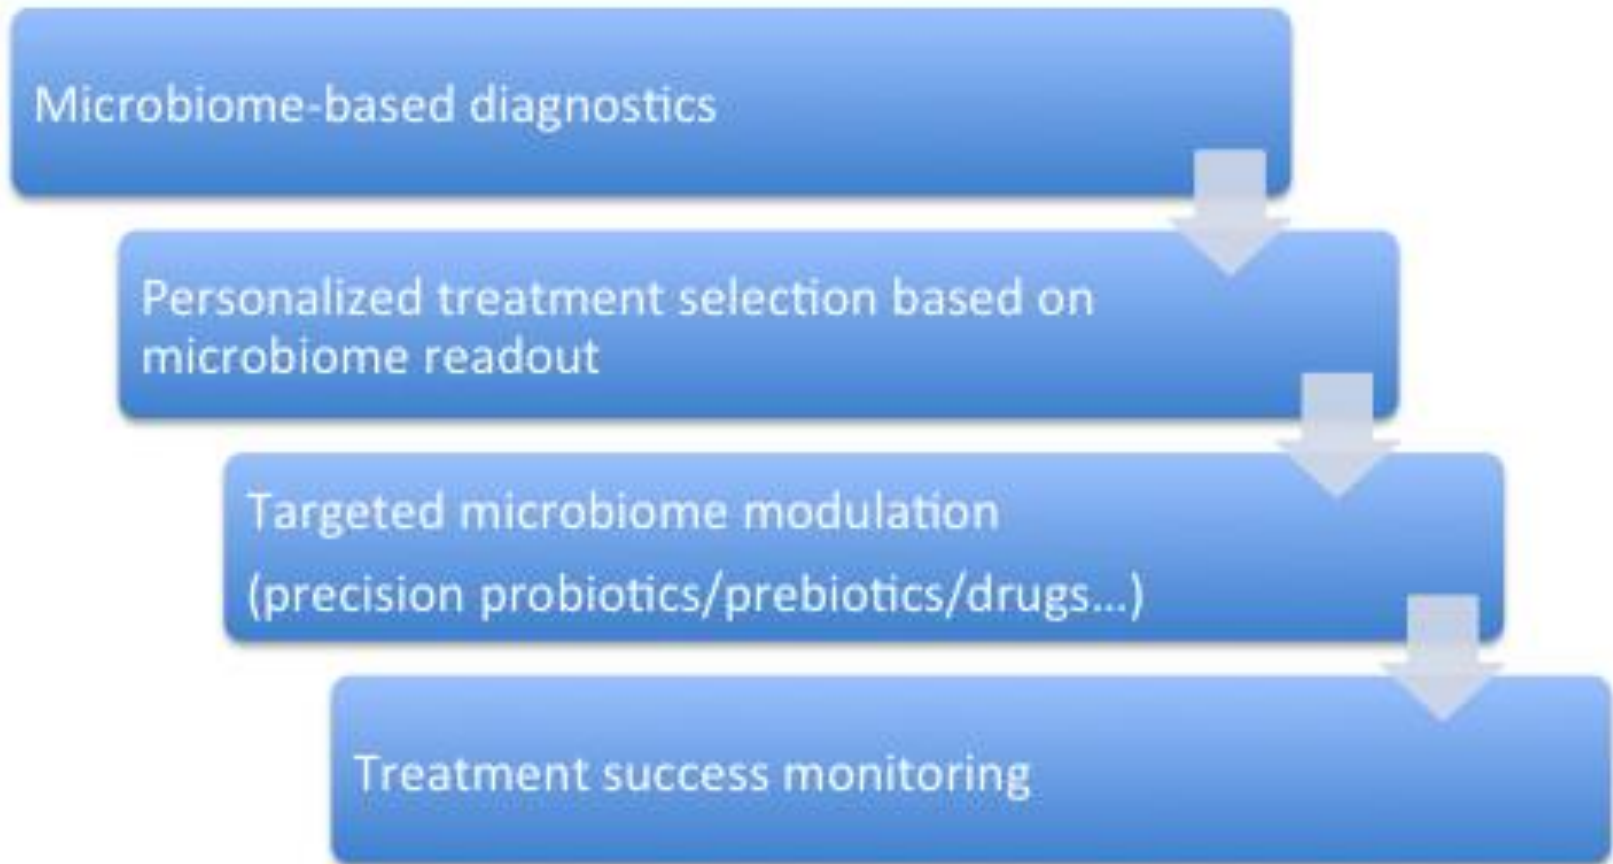 Microbiome-based diagnostics
Personalized treatment selection based on
microbiome readout
Targeted microbiome modulation
(precision probiotics/prebiotics/drugs...)
Treatment success monitoring